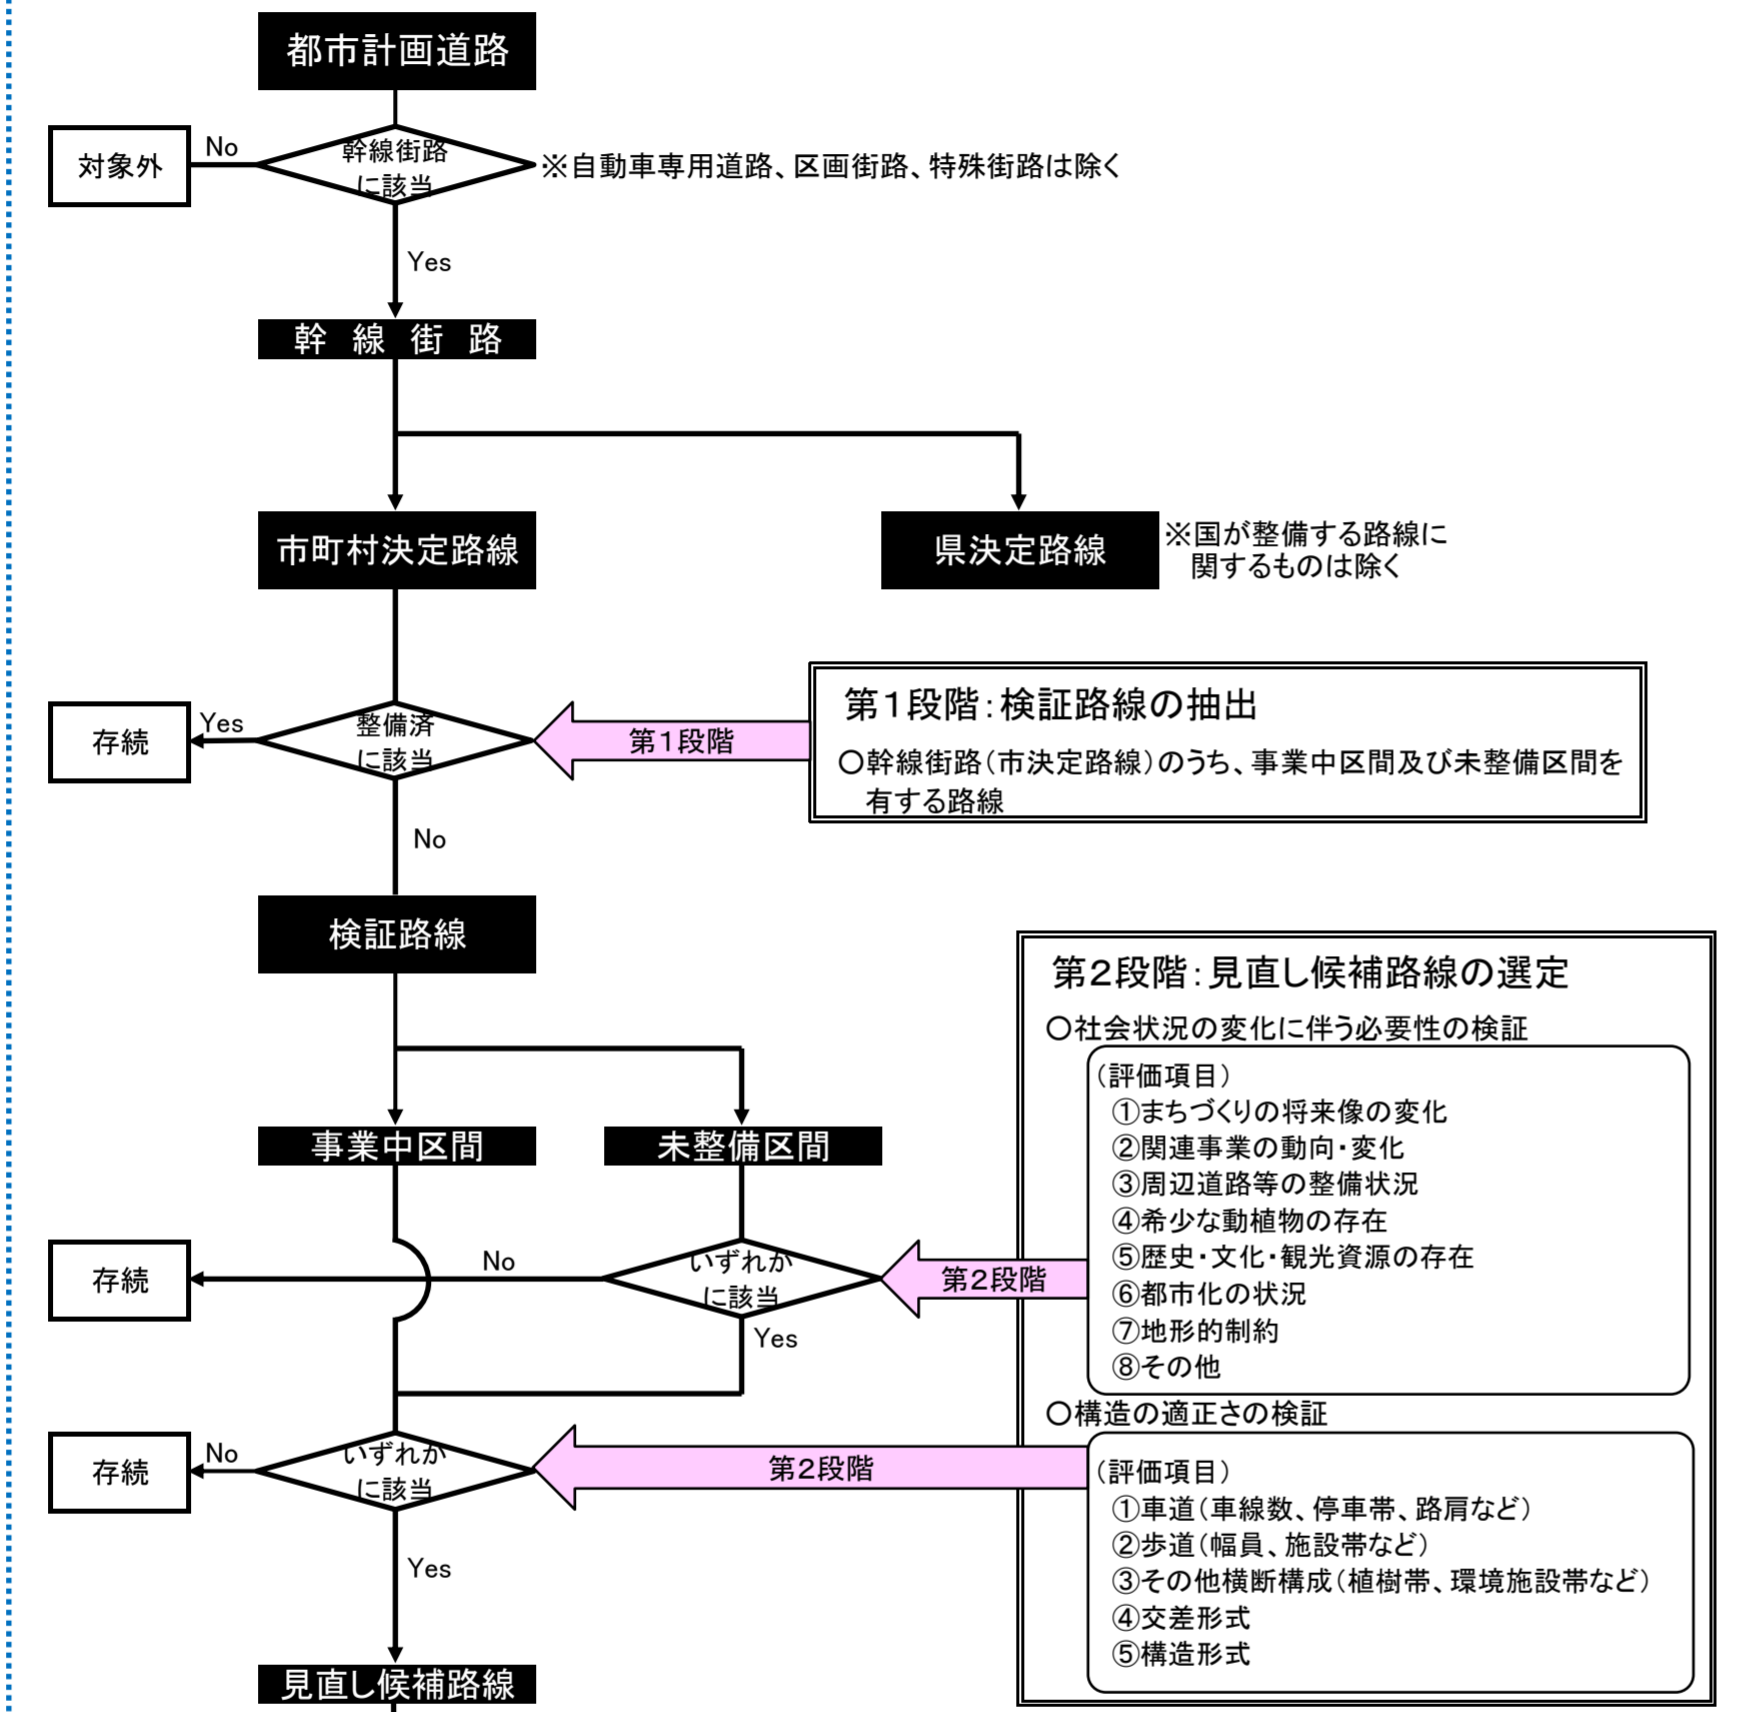 都市計画道路
対象外
No
幹線街路
に該当
※自動車専用道路、区画街路、特殊街路は除く
Yes
幹 線 街 路
市町村決定路線
県決定路線
※国が整備する路線に
関するものは除く
存続
Yes
整備済
に該当
第1段階
第1段階:検証路線の抽出
○幹線街路(市決定路線)のうち、事業中区間及び未整備区間を
有する路線
No
検証路線
事業中区間
未整備区間
存続
No
いずれか
に該当
Yes
第2段階
第2段階:見直し候補路線の選定
○社会状況の変化に伴う必要性の検証
(評価項目)
①まちづくりの将来像の変化
②関連事業の動向・変化
③周辺道路等の整備状況
④希少な動植物の存在
⑤歴史・文化・観光資源の存在
⑥都市化の状況
⑦地形的制約
⑧その他
存続
No
いずれか
に該当
第2段階
○構造の適正さの検証
(評価項目)
①車道(車線数、停車帯、路肩など)
②歩道(幅員、施設帯など)
③その他横断構成(植樹帯、環境施設帯など)
④交差形式
⑤構造形式
Yes
見直し候補路線